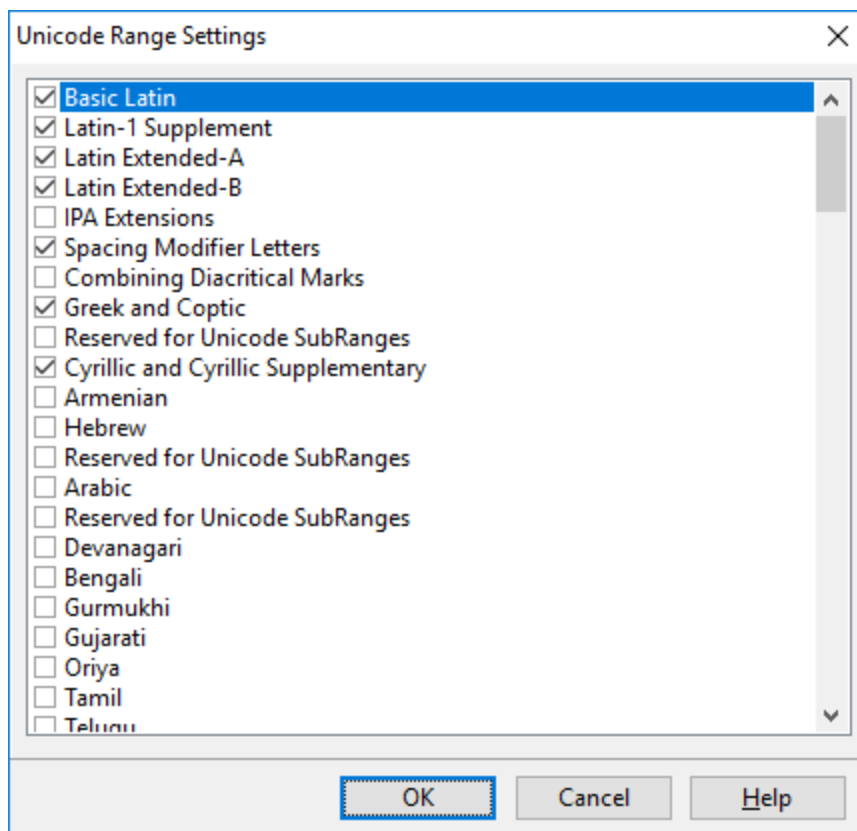 Unicode Range Settings
Basic Latin
Latin-1 Supplement
Latin Extended-A
Latin Extended-B
IPA Extensions
Spacing Modifier Letters
Combining Diacritical Marks
Greek and Coptic
Reserved for Unicode SubRanges
Cyrillic and Cyrillic Supplementary
Armenian
Hebrew
Reserved for Unicode SubRanges
Arabic
Reserved for Unicode SubRanges
Devanagari
Bengali
Gurmukhi
Gujarati
Oriya
Tamil
Telugu
OK Cancel Help